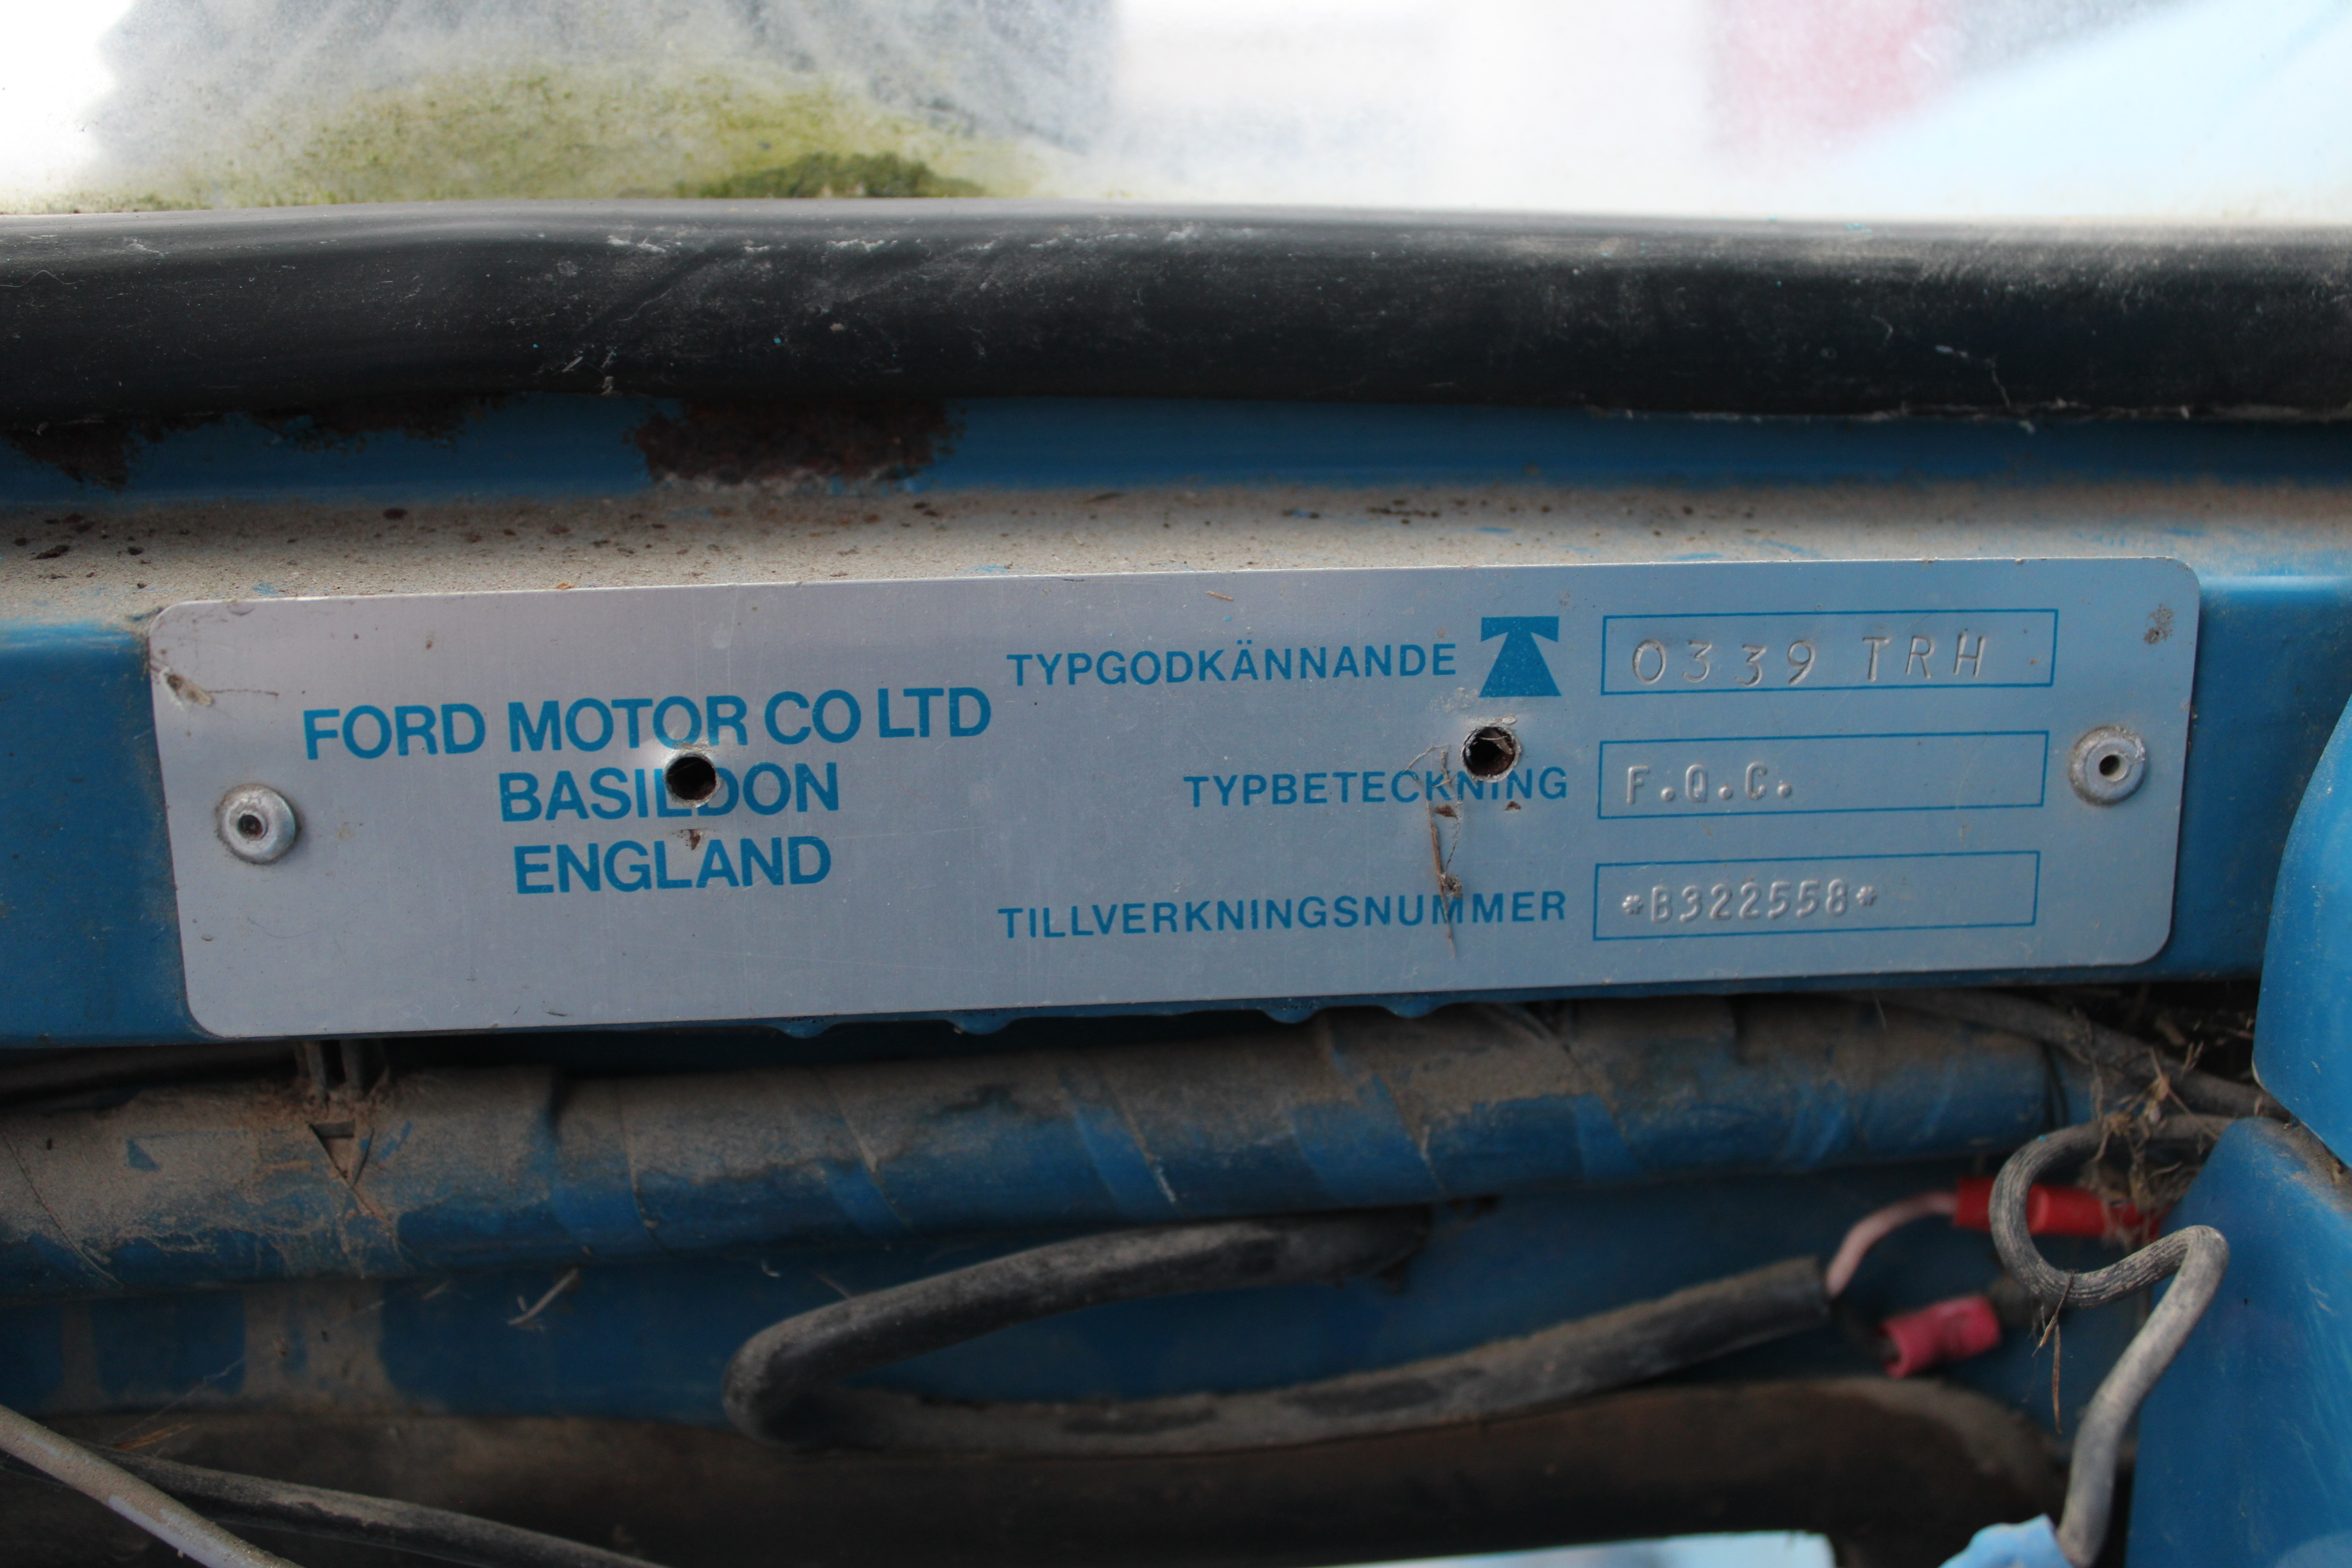 FORD MOTOR CO LTD
BASILDON
ENGLAND
TYPGODKÄNNANDE 0339 TRH
TYPBETECKNING F.Q.C.
TILLVERKNINGSNUMMER *B322558*